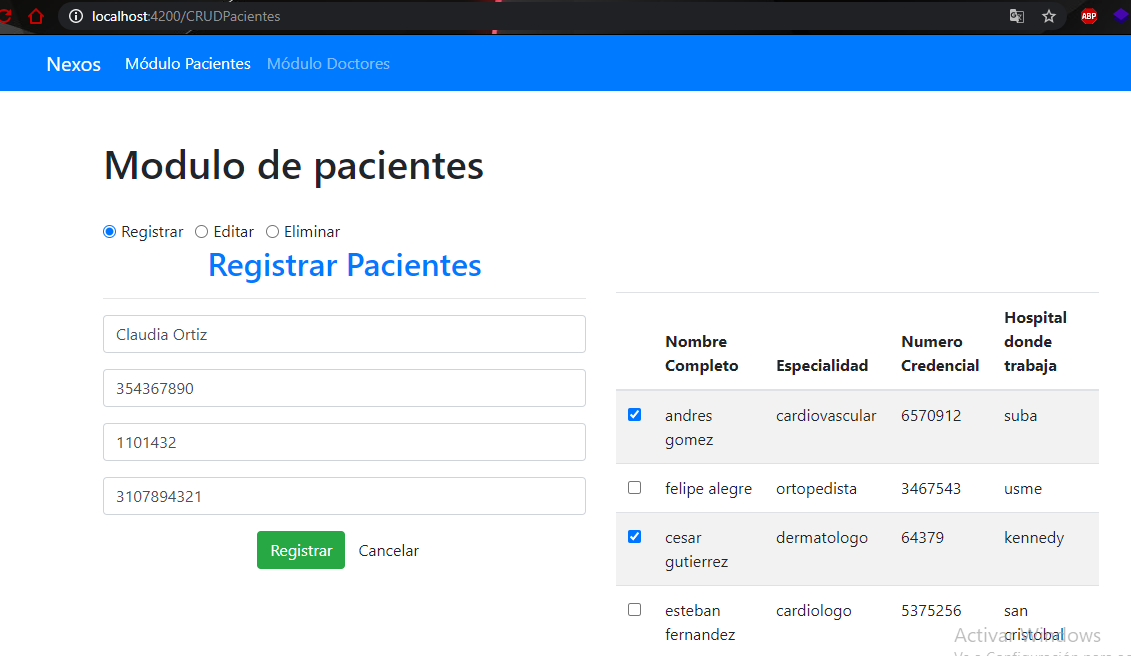 localhost:4200/CRUDPacientes
ABP
Nexos Módulo Pacientes Módulo Doctores
Modulo de pacientes
Registrar Editar Eliminar
Registrar Pacientes
Claudia Ortiz
354367890
1101432
3107894321
Registrar Cancelar
Nombre Completo Especialidad Numero Credencial Hospital donde trabaja
andres gomez cardiovascular 6570912 suba
felipe alegre ortopedista 3467543 usme
cesar gutierrez dermatologo 64379 kennedy
esteban fernandez cardiologo 5375256 san cristobal
Activar Windows